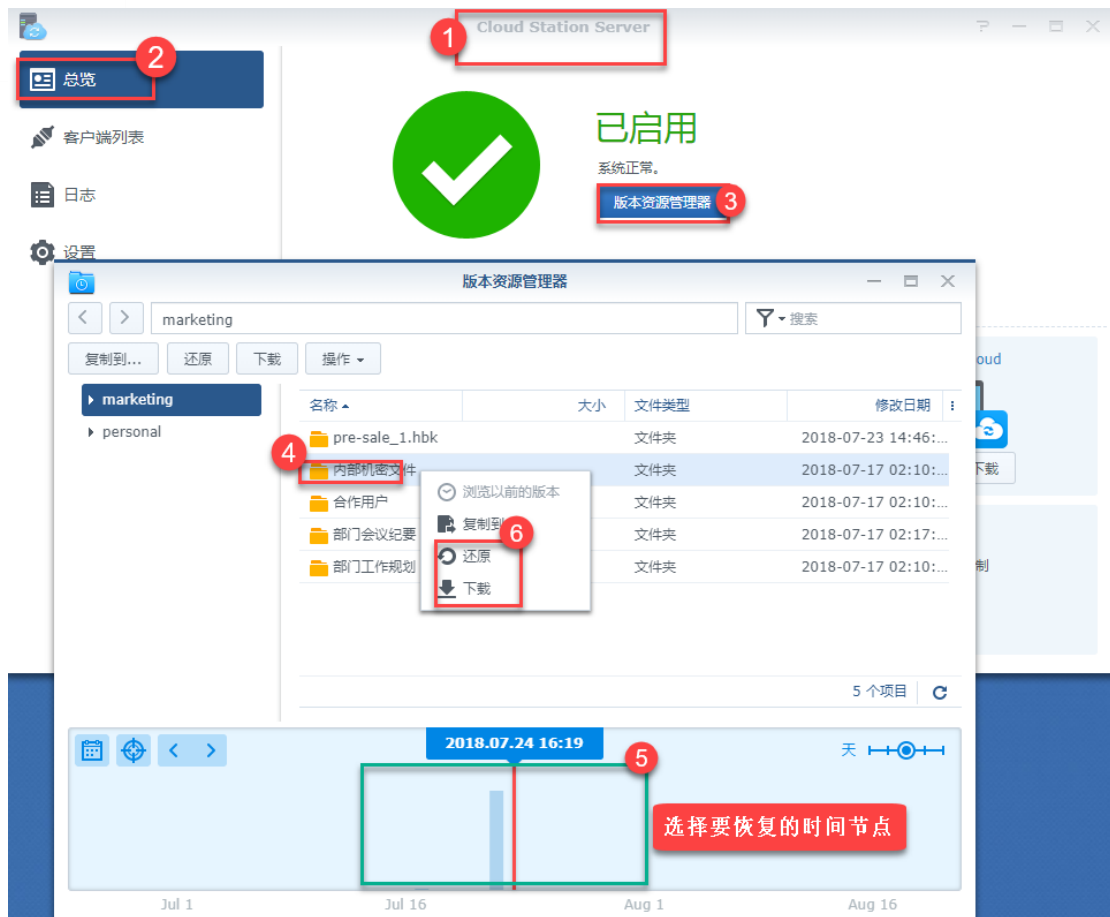 Cloud Station Server
1
2
总览
客户端列表
日志
设置
已启用
系统正常。
版本资源管理器
3
版本资源管理器
marketing
搜索
复制到...
还原
下载
操作
oud
marketing
personal
名称
大小
文件类型
修改日期
pre-sale_1.hbk
文件夹
2018-07-23 14:46:...
4
内部机密文件
文件夹
2018-07-17 02:10:...
下载
合作用户
文件夹
2018-07-17 02:10:...
部门会议纪要
文件夹
2018-07-17 02:17:...
部门工作规划
文件夹
2018-07-17 02:10:...
制
浏览以前的版本
复制到
6
还原
下载
5 个项目
2018.07.24 16:19
5
天
选择要恢复的时间节点
Jul 1
Jul 16
Aug 1
Aug 16